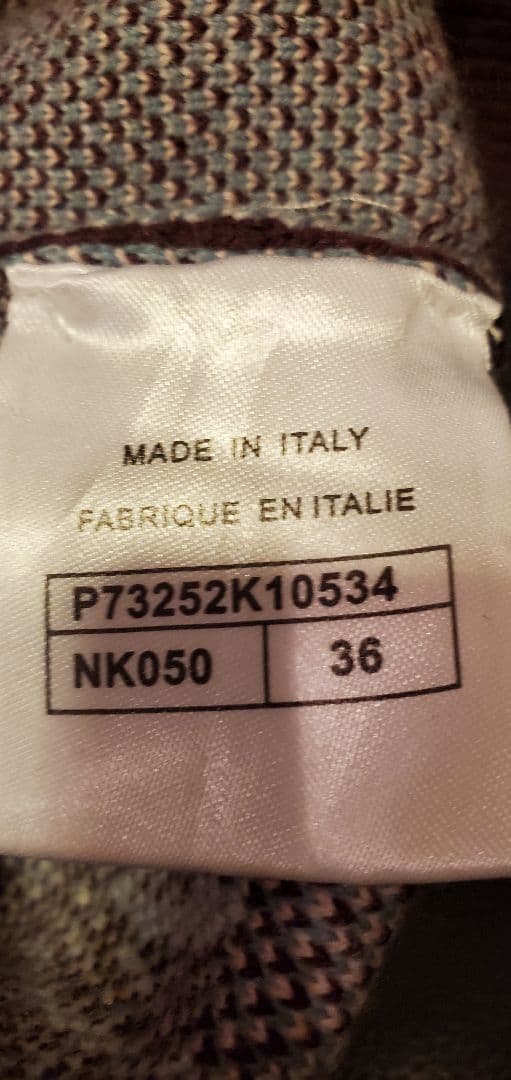 MADE IN ITALY
FABRIQUE EN ITALIE
P73252K10534
NK050 36